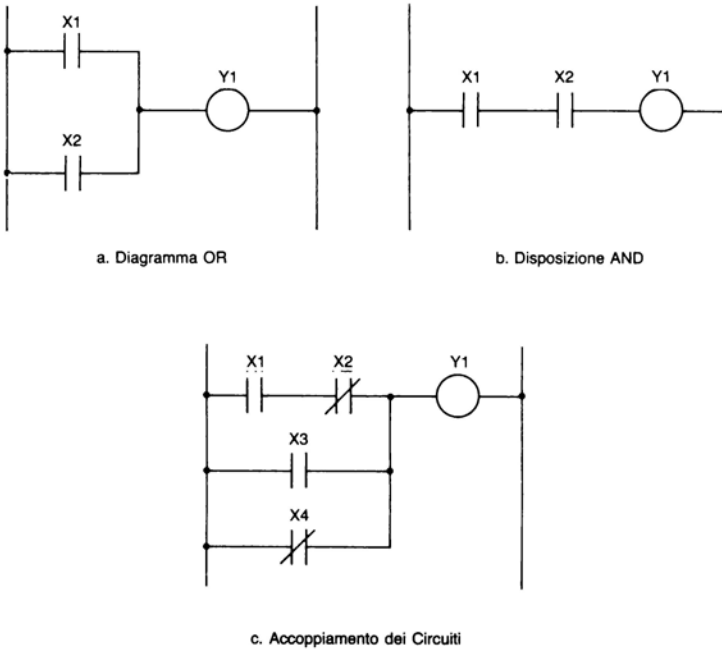 X1
Y1
X2
a. Diagramma OR
X1 X2 Y1
b. Disposizione AND
X1 X2 Y1
X3
X4
c. Accoppiamento dei Circuiti